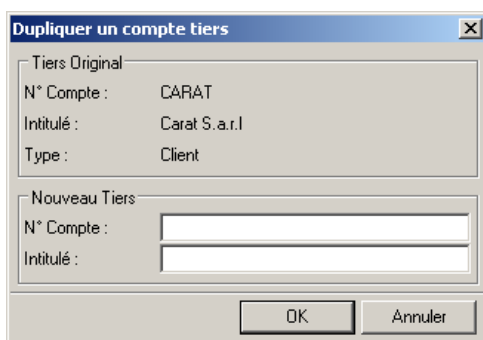 Dupliquer un compte tiers
Tiers Original
N° Compte : CARAT
Intitulé : Carat S.a.r.l
Type : Client
Nouveau Tiers
N° Compte :
Intitulé :
OK Annuler